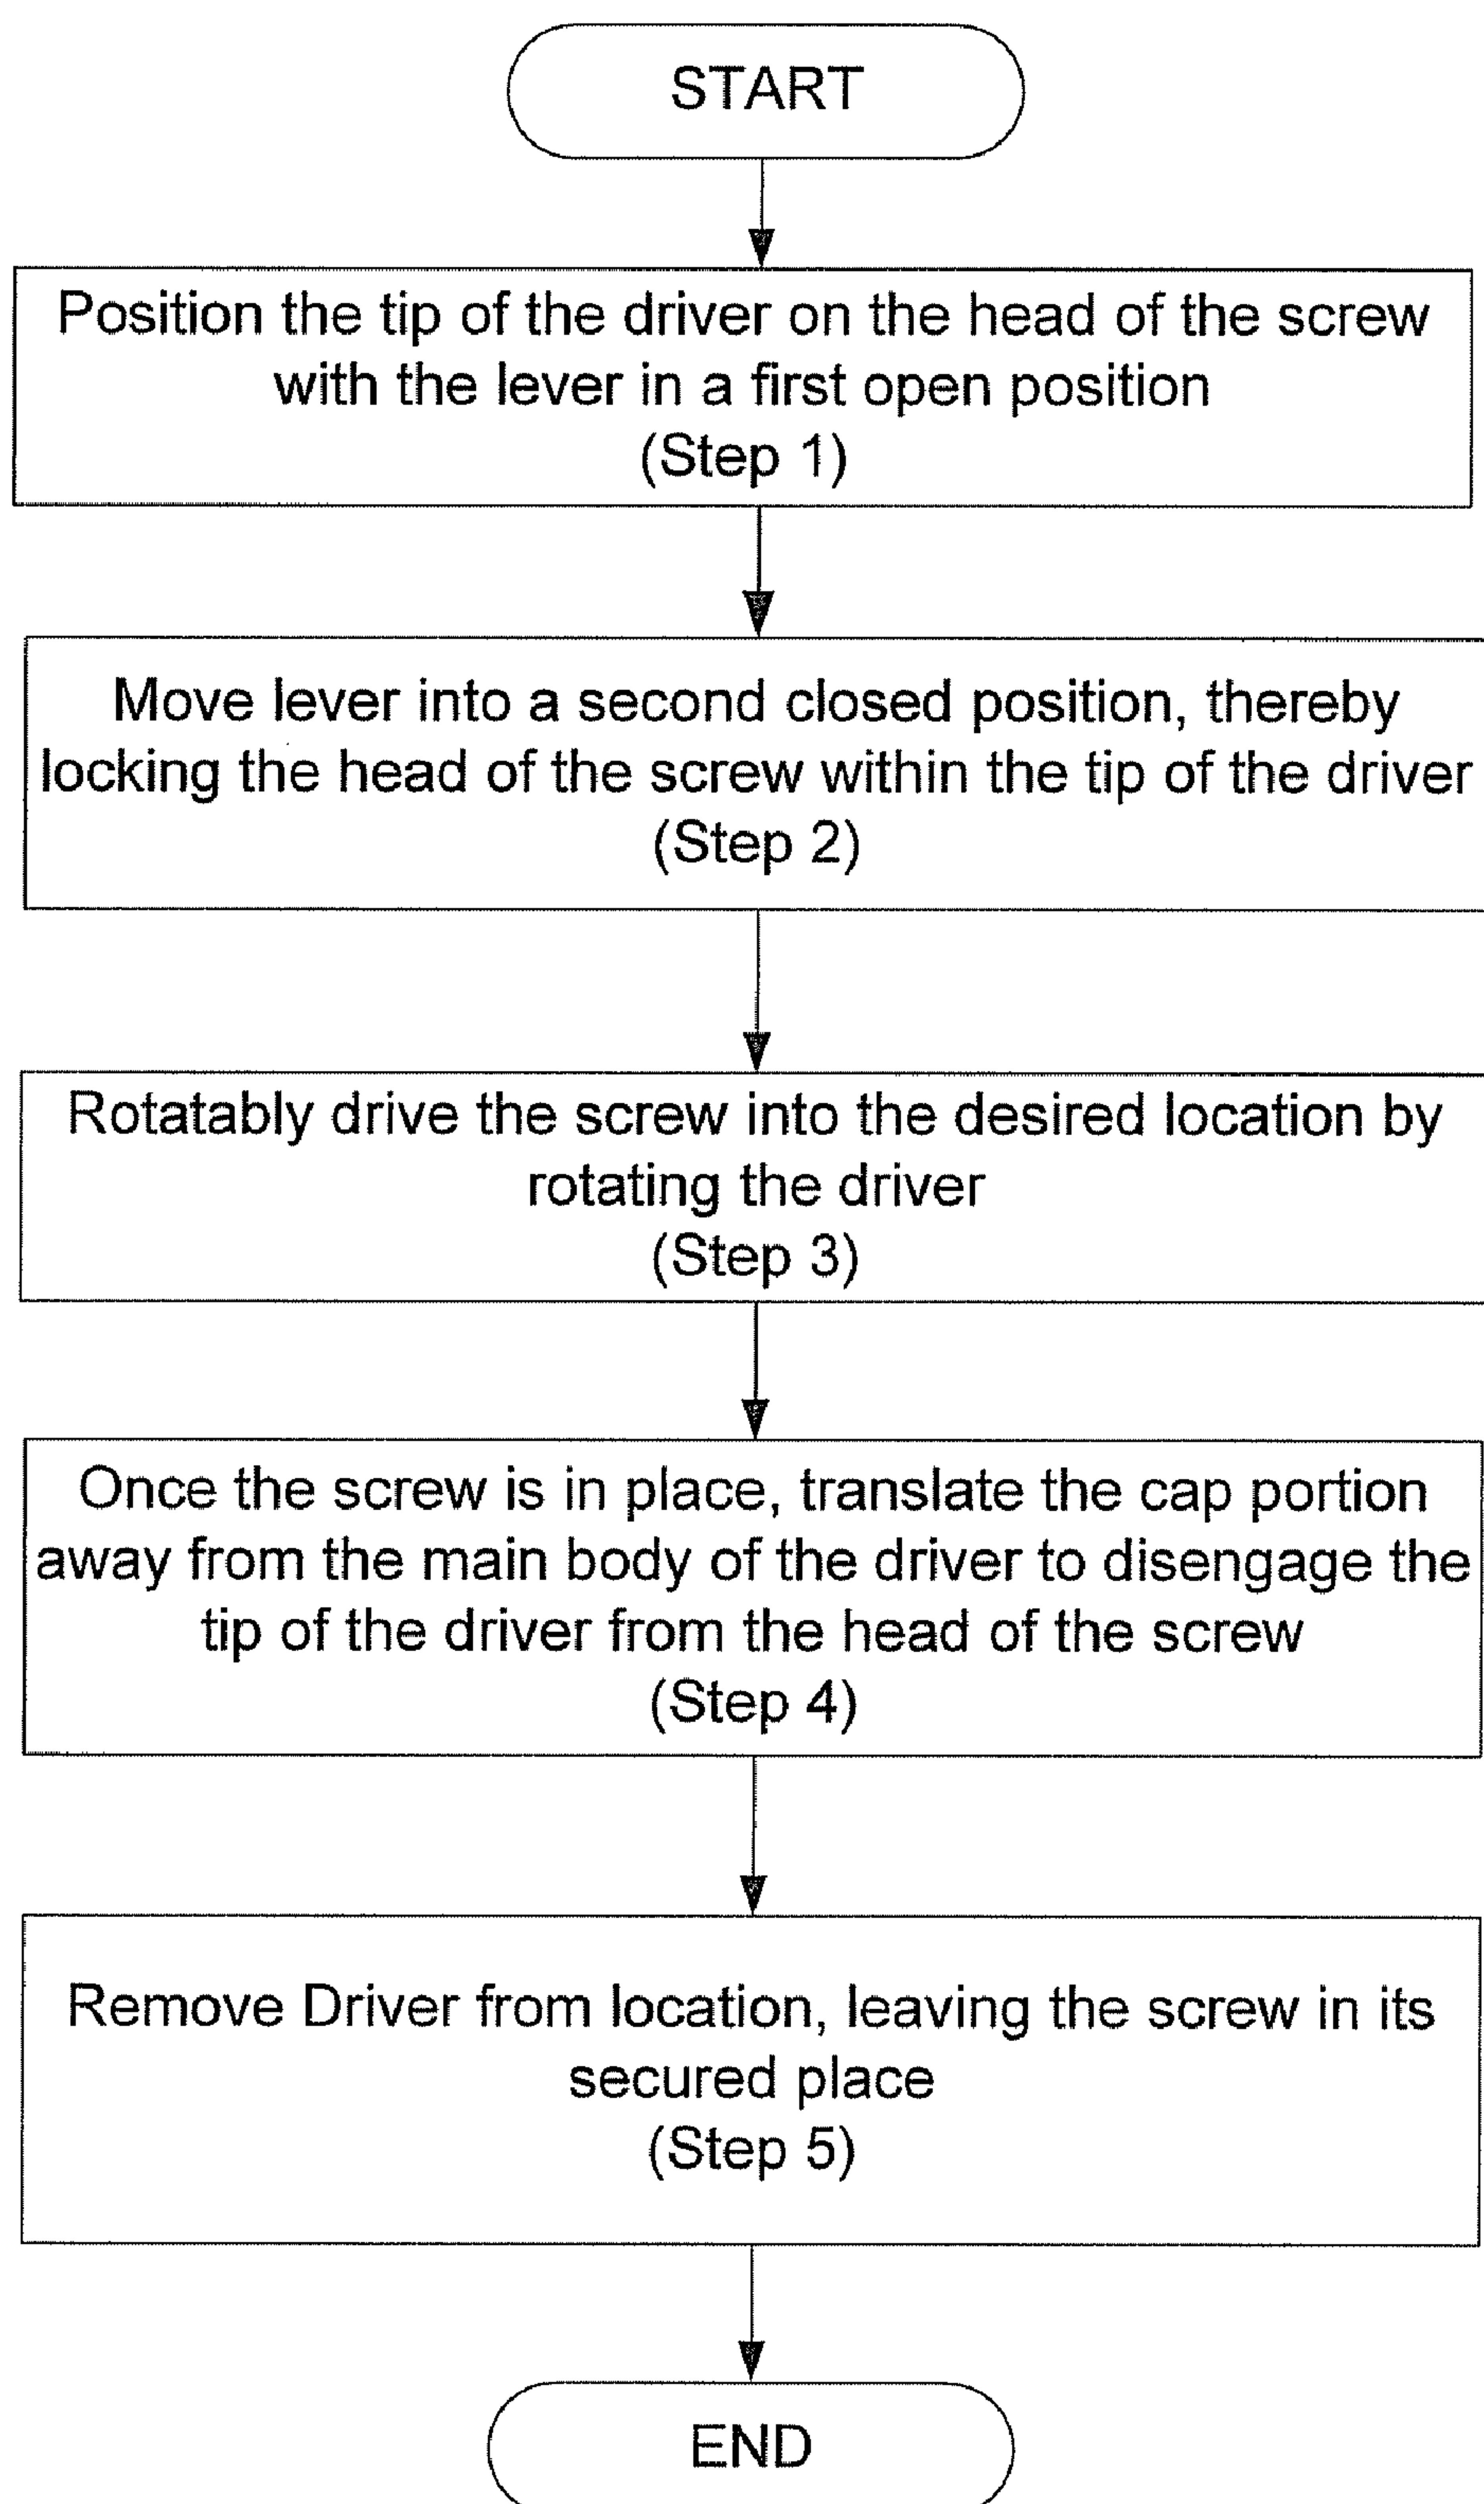 START
Position the tip of the driver on the head of the screw
with the lever in a first open position
(Step 1)
Move lever into a second closed position, thereby
locking the head of the screw within the tip of the driver
(Step 2)
Rotatably drive the screw into the desired location by
rotating the driver
(Step 3)
Once the screw is in place, translate the cap portion
away from the main body of the driver to disengage the
tip of the driver from the head of the screw
(Step 4)
Remove Driver from location, leaving the screw in its
secured place
(Step 5)
END